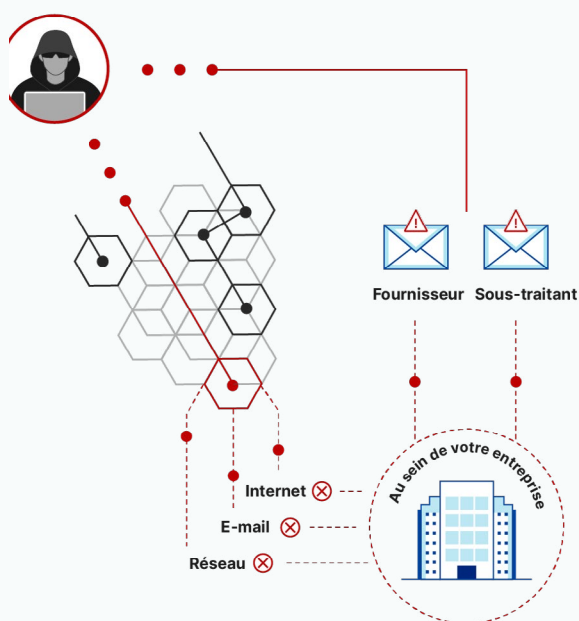 Fournisseur
Sous-traitant
Au sein de votre entreprise
Internet
E-mail
Réseau